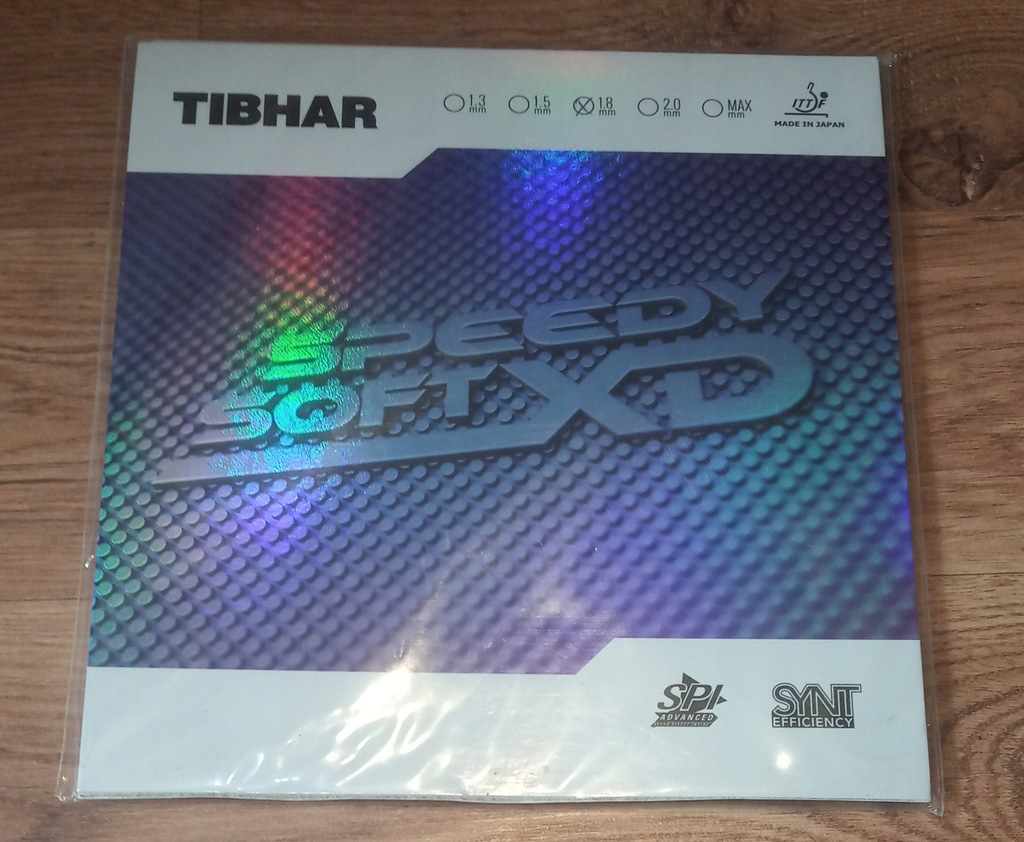 TIBHAR
1.3 mm 1.5 mm 1.8 mm 2.0 mm MAX mm
ITTF
MADE IN JAPAN
SPEEDY
SOFT XD
SPI
ADVANCED
SYNT
EFFICIENCY